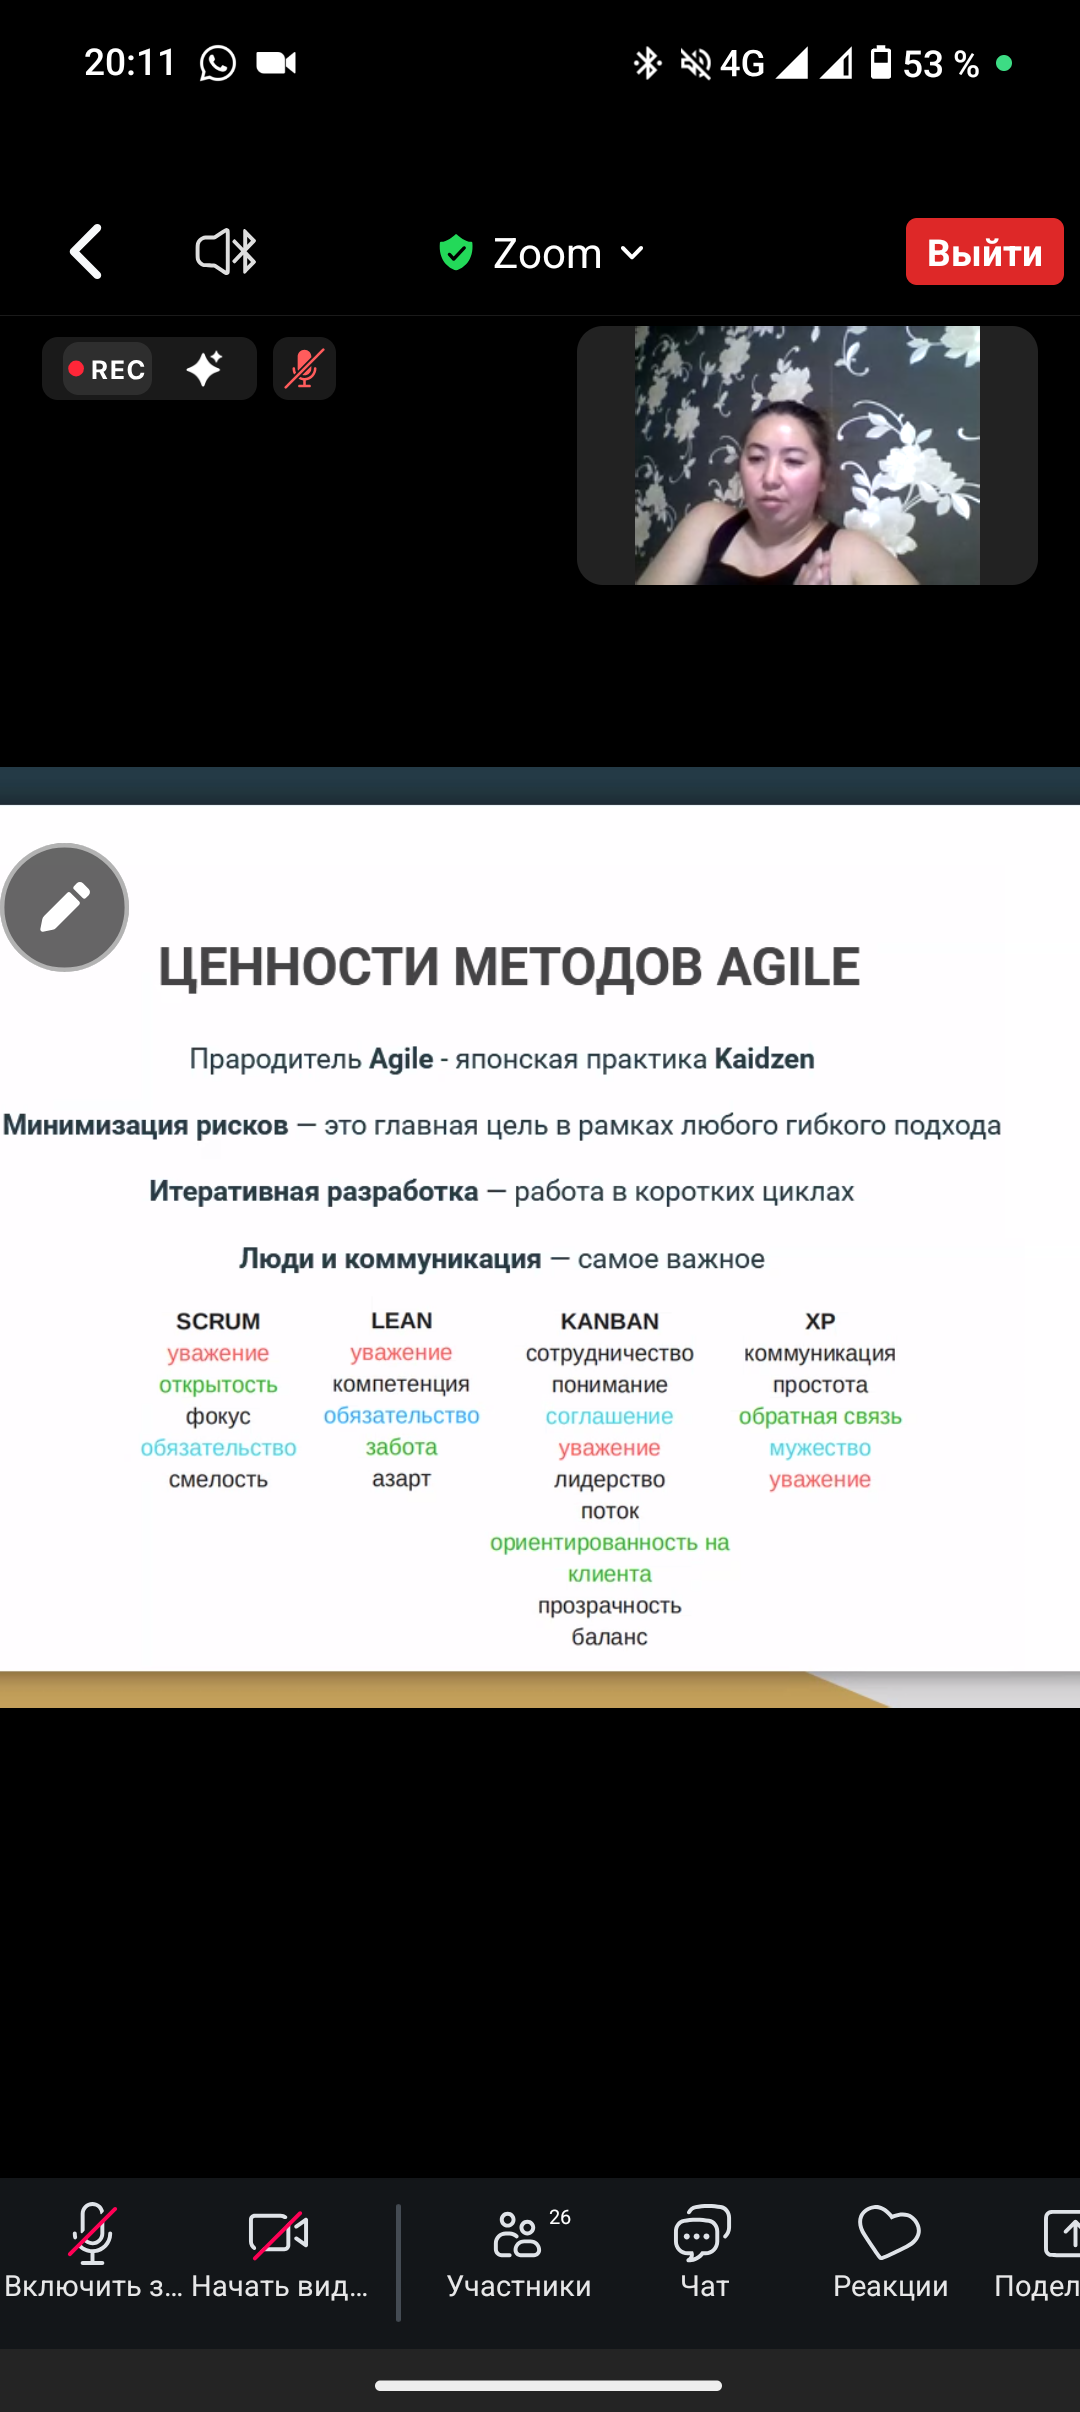 20:11
4G
53 %
Zoom
Выйти
REC
ЦЕННОСТИ МЕТОДОВ AGILE
Прародитель Agile - японская практика Kaidzen
Минимизация рисков — это главная цель в рамках любого гибкого подхода
Итеративная разработка — работа в коротких циклах
Люди и коммуникация — самое важное
SCRUM
уважение
открытость
фокус
обязательство
смелость
LEAN
уважение
компетенция
обязательство
забота
азарт
KANBAN
сотрудничество
понимание
соглашение
уважение
лидерство
поток
ориентированность на
клиента
прозрачность
баланс
XP
коммуникация
простота
обратная связь
мужество
уважение
Включить з...
Начать вид...
26
Участники
Чат
Реакции
Подел